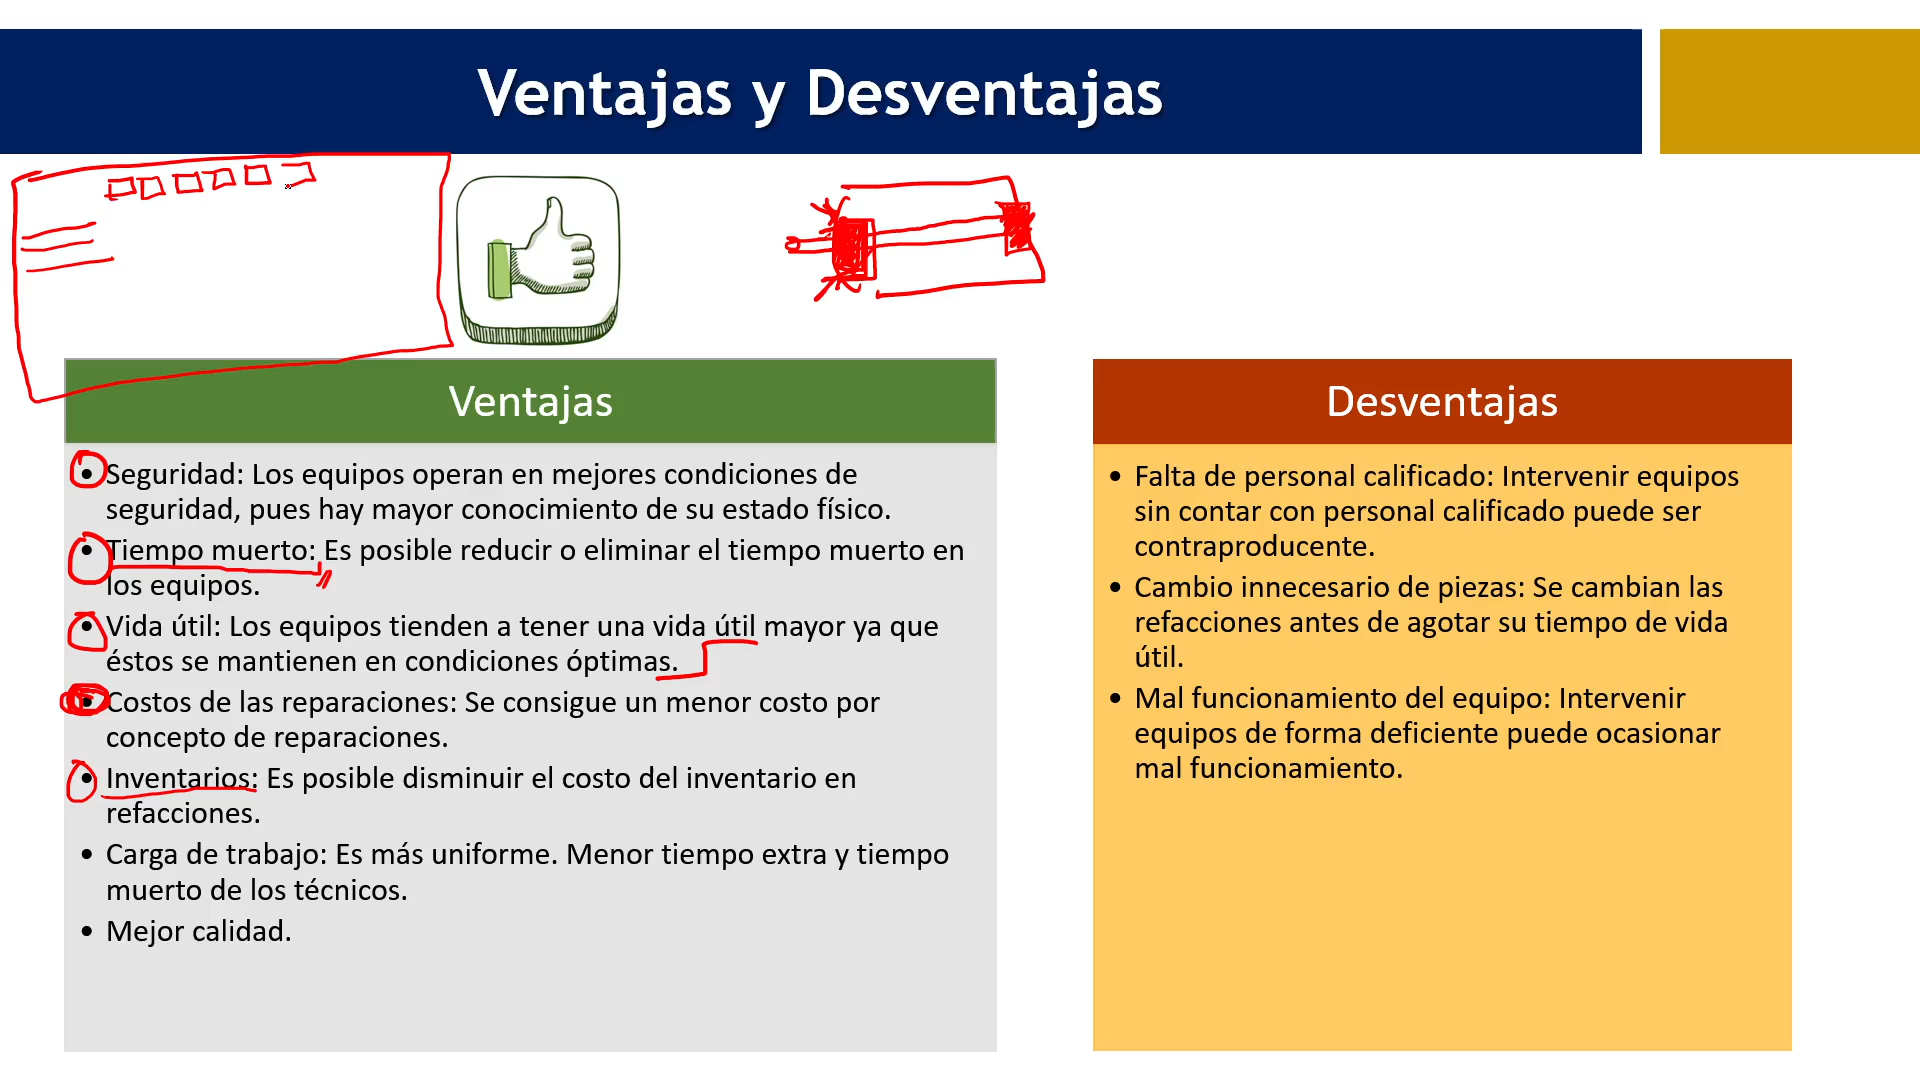 Ventajas y Desventajas
Ventajas
• Seguridad: Los equipos operan en mejores condiciones de
seguridad, pues hay mayor conocimiento de su estado físico.
• Tiempo muerto: Es posible reducir o eliminar el tiempo muerto en
los equipos.
• Vida útil: Los equipos tienden a tener una vida útil mayor ya que
éstos se mantienen en condiciones óptimas.
• Costos de las reparaciones: Se consigue un menor costo por
concepto de reparaciones.
• Inventarios: Es posible disminuir el costo del inventario en
refacciones.
• Carga de trabajo: Es más uniforme. Menor tiempo extra y tiempo
muerto de los técnicos.
• Mejor calidad.
Desventajas
• Falta de personal calificado: Intervenir equipos
sin contar con personal calificado puede ser
contraproducente.
• Cambio innecesario de piezas: Se cambian las
refacciones antes de agotar su tiempo de vida
útil.
• Mal funcionamiento del equipo: Intervenir
equipos de forma deficiente puede ocasionar
mal funcionamiento.